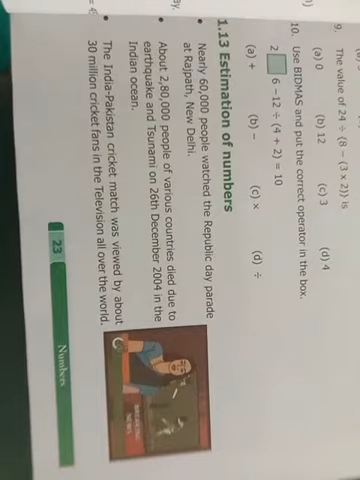 9. The value of 24 ÷ {8 − (3 × 2)} is
(a) 0 (b) 12 (c) 3 (d) 4
10. Use BIDMAS and put the correct operator in the box.
2 6 −12 ÷ (4 + 2) = 10
(a) + (b) − (c) × (d) ÷
1.13 Estimation of numbers
• Nearly 60,000 people watched the Republic day parade
at Rajpath, New Delhi.
• About 2,80,000 people of various countries died due to
earthquake and Tsunami on 26th December 2004 in the
Indian ocean.
• The India-Pakistan cricket match was viewed by about
30 million cricket fans in the Television all over the world.
BREAKING
NEWS
23
Numbers